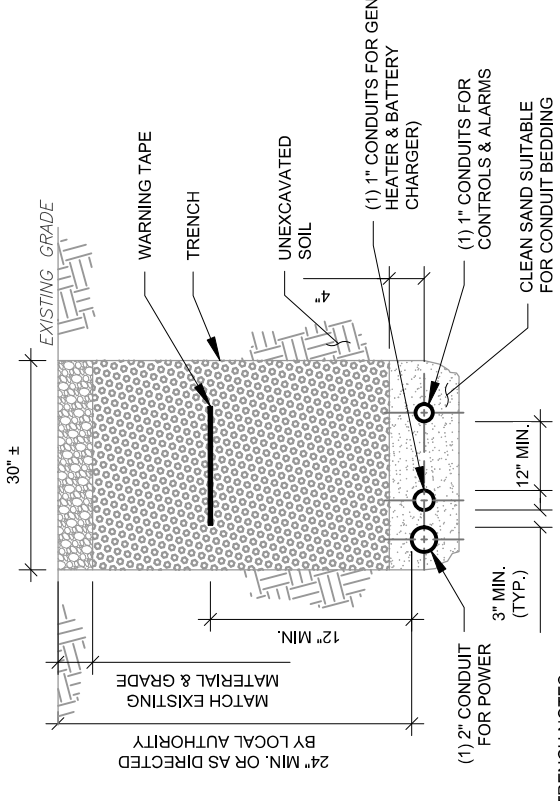 30" ±
EXISTING GRADE
WARNING TAPE
TRENCH
UNEXCAVATED
SOIL
4"
(1) 1" CONDUITS FOR GEN
HEATER & BATTERY
CHARGER)
(1) 1" CONDUITS FOR
CONTROLS & ALARMS
CLEAN SAND SUITABLE
FOR CONDUIT BEDDING
12" MIN.
3" MIN.
(TYP.)
(1) 2" CONDUIT
FOR POWER
12" MIN.
MATCH EXISTING
MATERIAL & GRADE
24" MIN. OR AS DIRECTED
BY LOCAL AUTHORITY